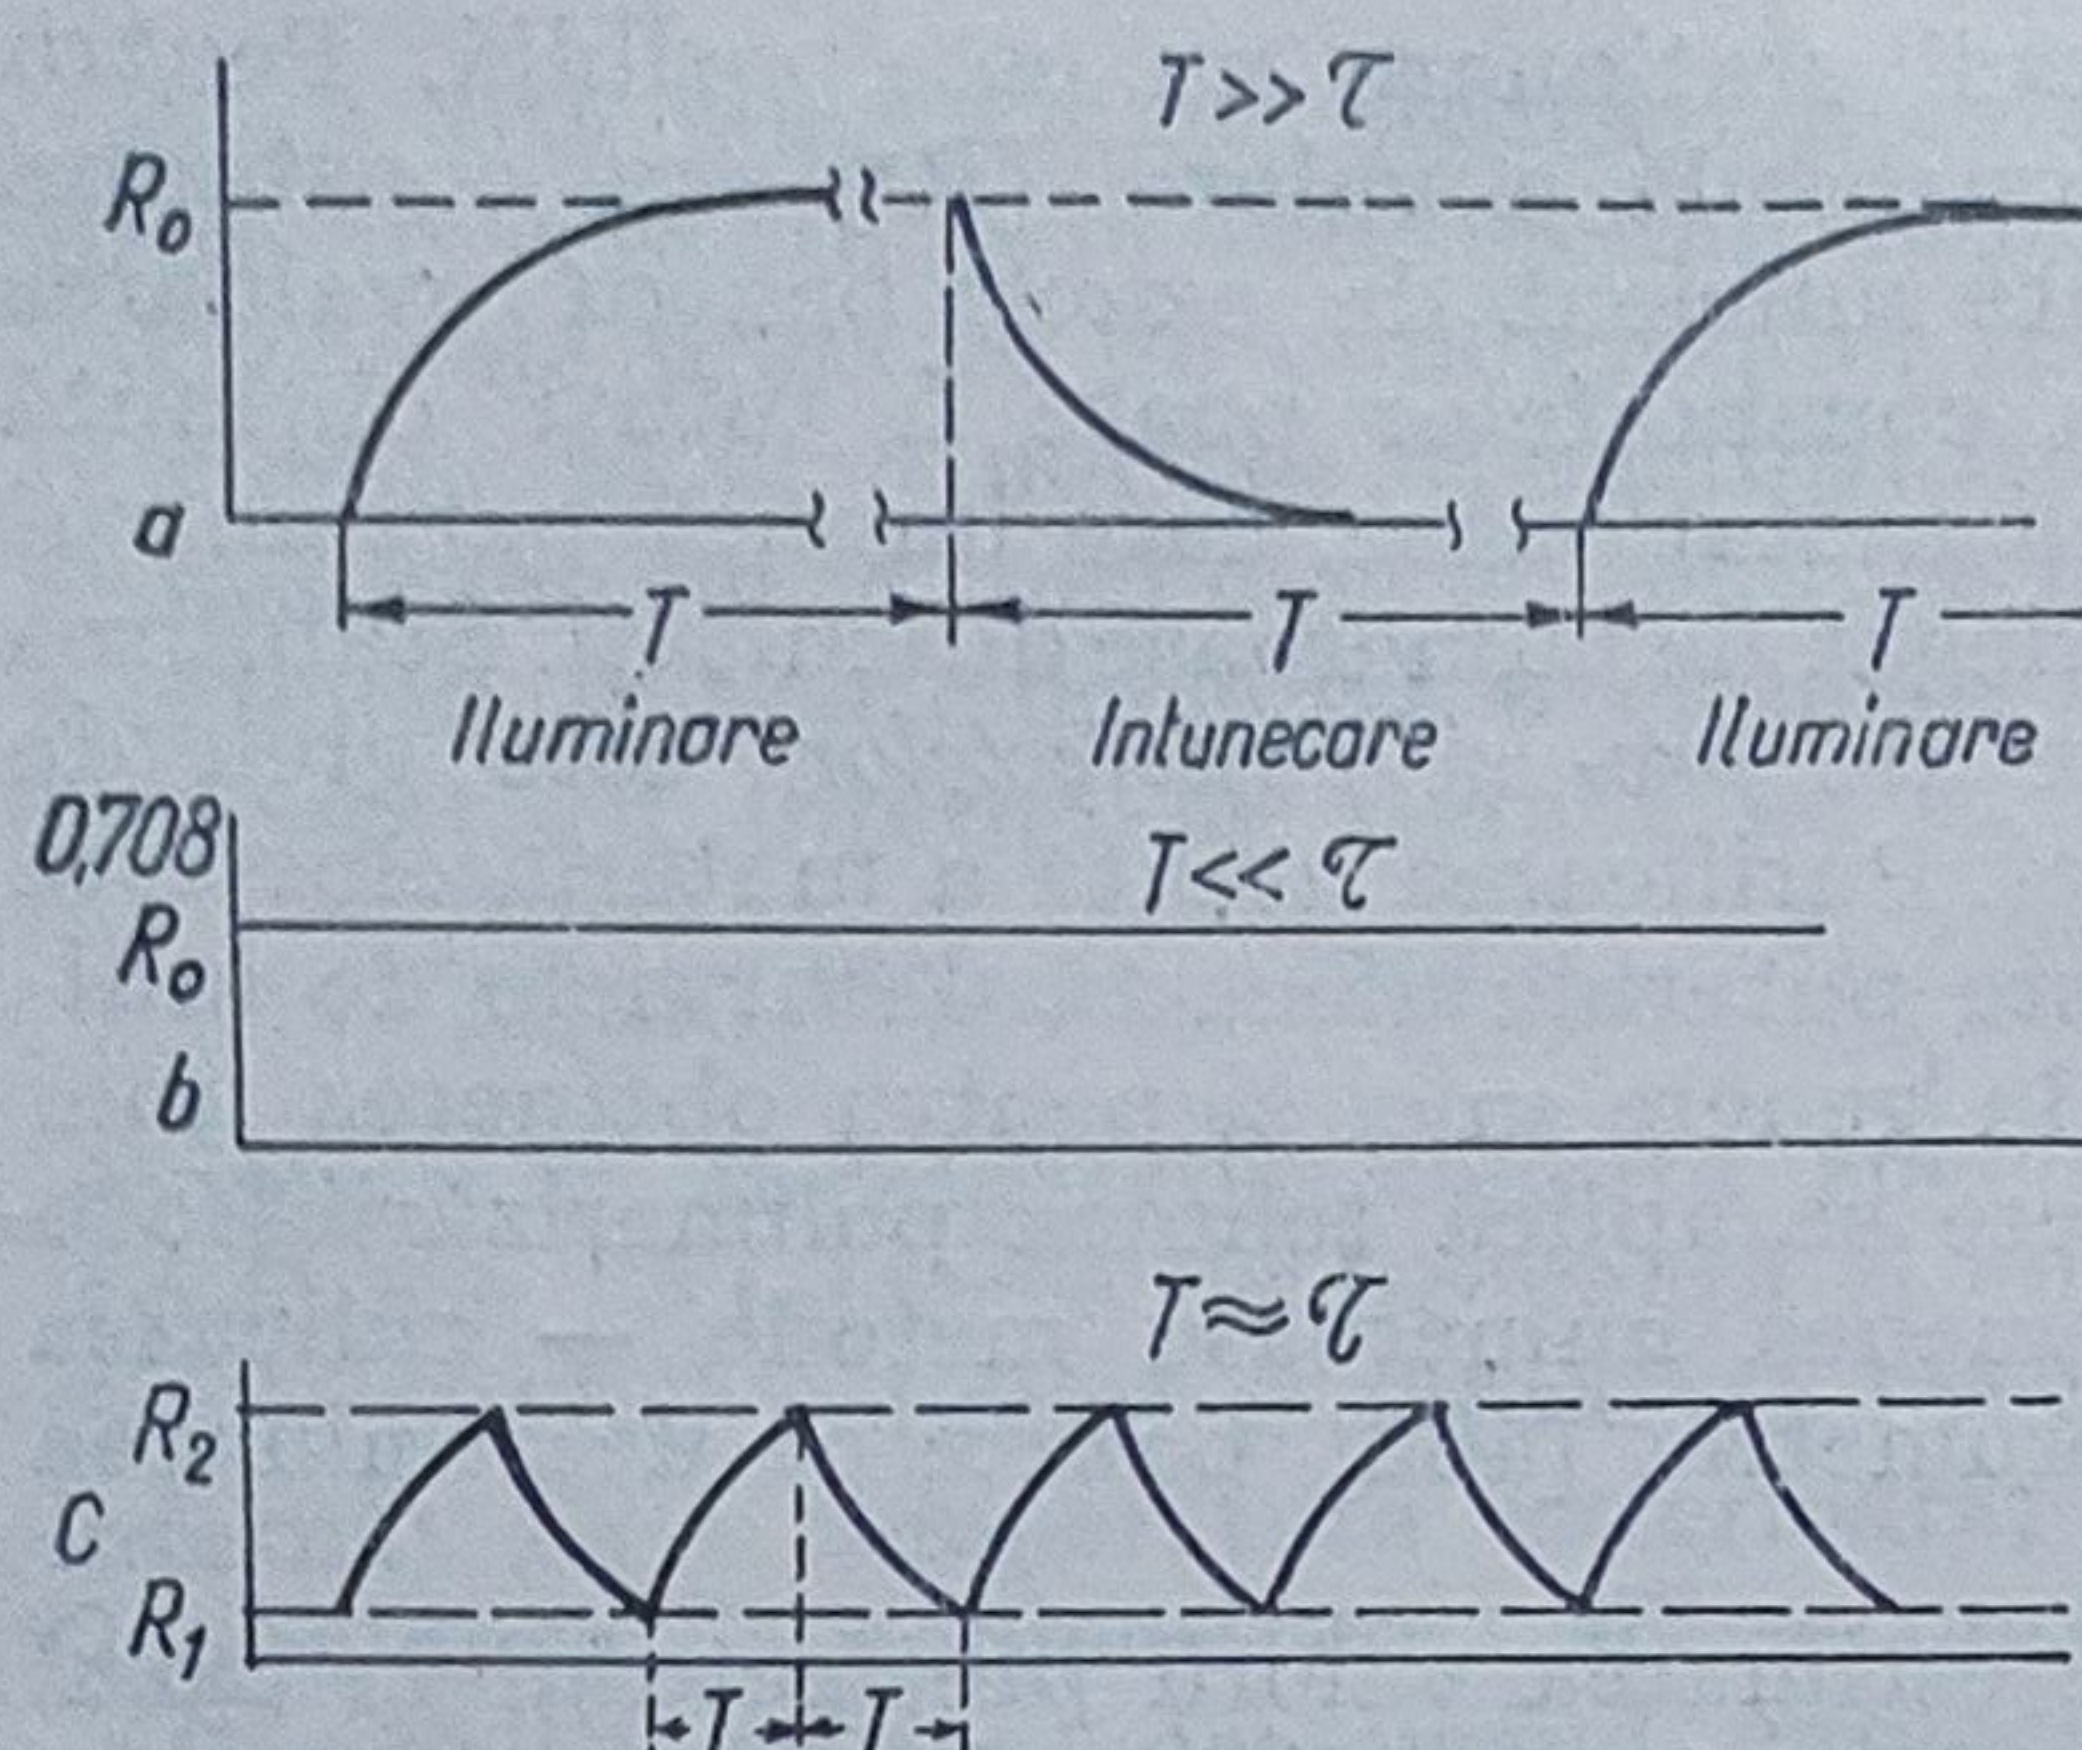 T>>τ
R₀
a
T T T
Iluminare Intunecare Iluminare
0,708
R₀
T<<τ
b
T≈τ
R₂
C
R₁
T T